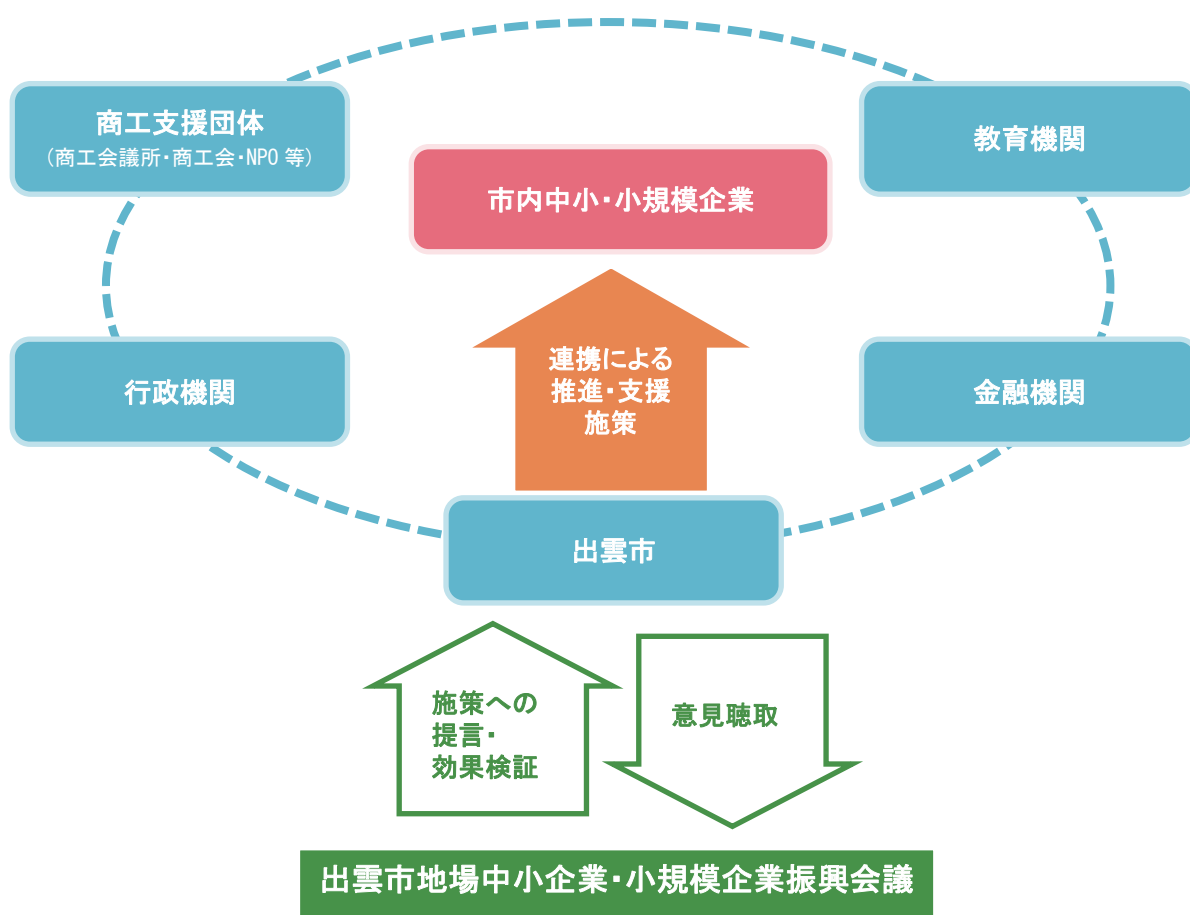 商工支援団体
（商工会議所・商工会・NPO 等）
教育機関
市内中小・小規模企業
連携による
推進・支援
施策
行政機関
金融機関
出雲市
施策への
提言・
効果検証
意見聴取
出雲市地場中小企業・小規模企業振興会議